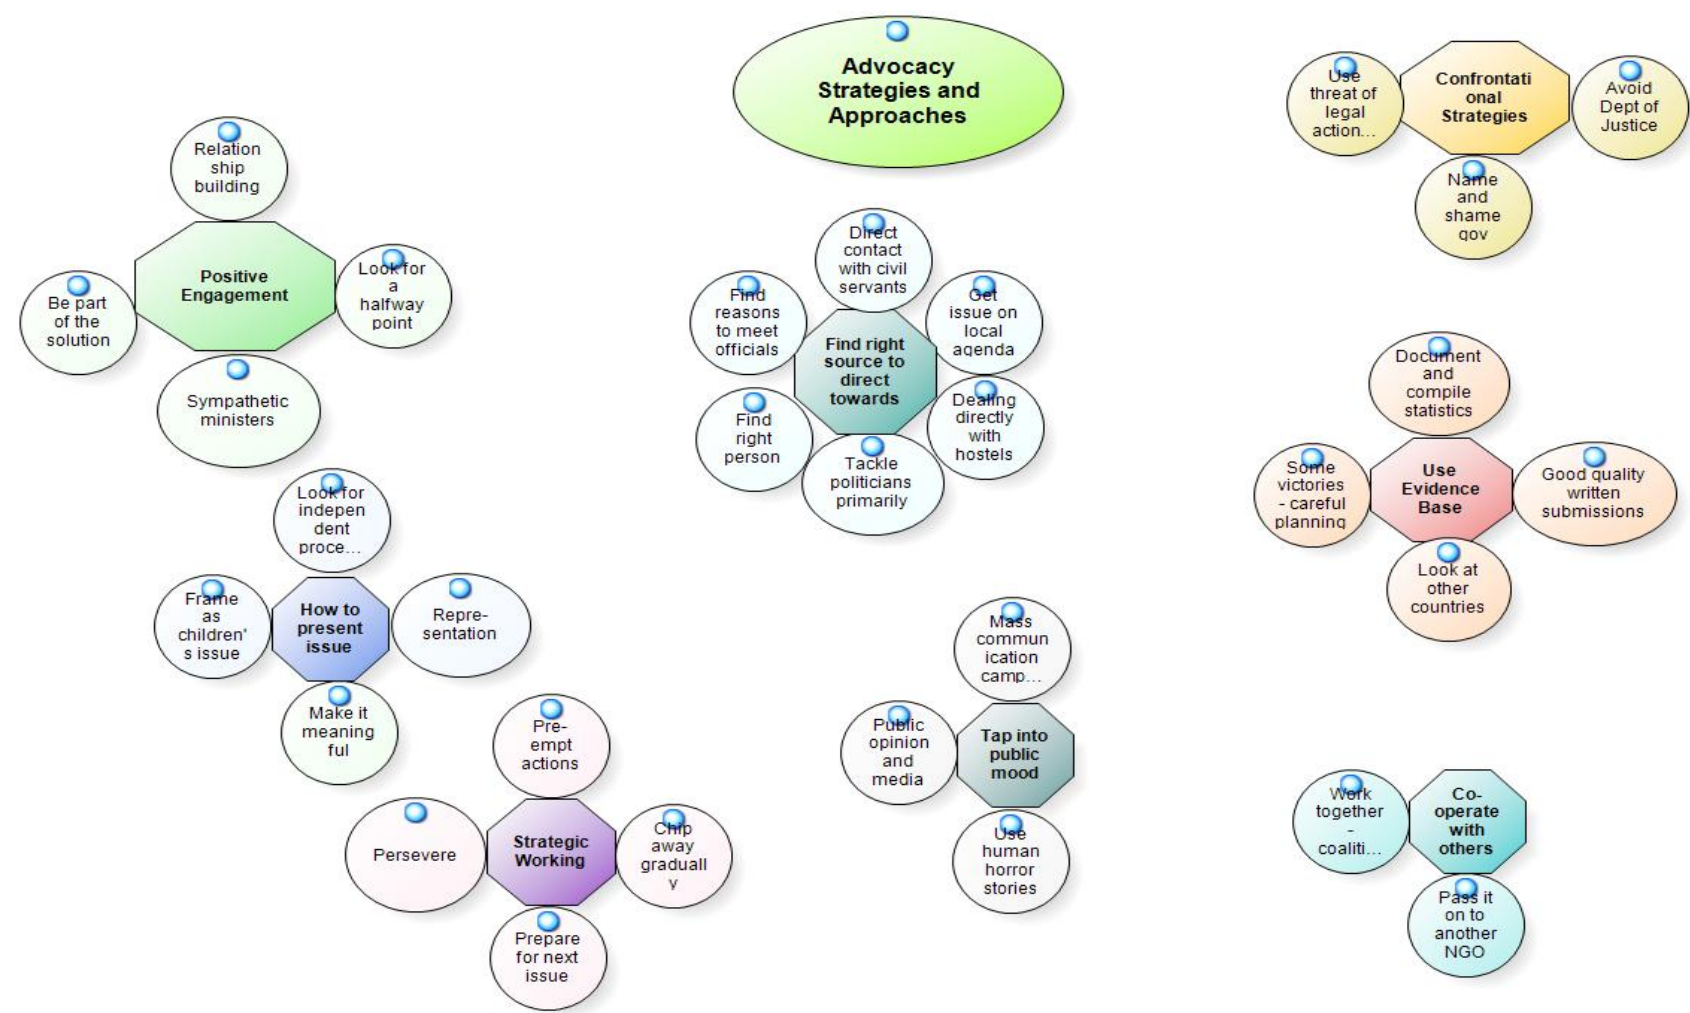 Advocacy
Strategies and
Approaches
Relation
ship
building
Positive
Engagement
Be part
of the
solution
Look for
a
halfway
point
Sympathetic
ministers
Direct
contact
with civil
servants
Find
reasons
to meet
officials
Get
issue on
local
agenda
Find right
source to
direct
towards
Find
right
person
Dealing
directly
with
hostels
Tackle
politicians
primarily
Use
threat of
legal
action...
Confrontati
onal
Strategies
Avoid
Dept of
Justice
Name
and
shame
gov
Document
and
compile
statistics
Some
victories
- careful
planning
Use
Evidence
Base
Good quality
written
submissions
Look at
other
countries
Look for
indepen
dent
proce...
Frame
as
children'
s issue
How to
present
issue
Repre-
sentation
Make it
meaning
ful
Pre-
empt
actions
Persevere
Strategic
Working
Chip
away
graduall
y
Prepare
for next
issue
Mass
commun
ication
camp...
Public
opinion
and
media
Tap into
public
mood
Use
human
horror
stories
Work
together
-
coaliti...
Co-
operate
with
others
Pass it
on to
another
NGO